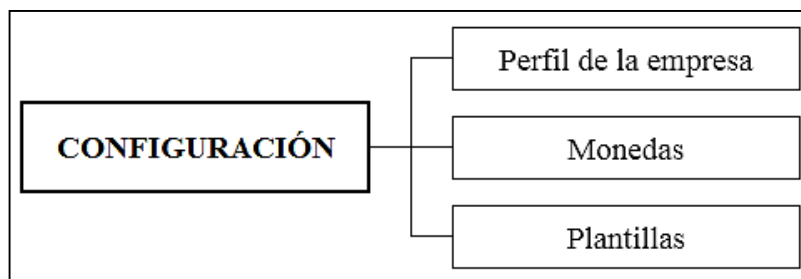 CONFIGURACIÓN
Perfil de la empresa
Monedas
Plantillas